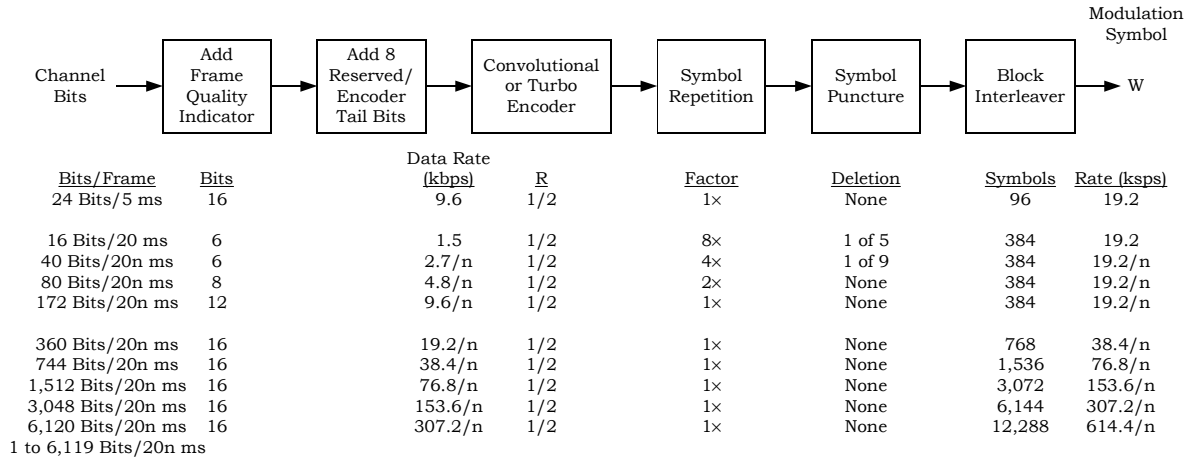 Modulation
Symbol
Channel
Bits
Add
Frame
Quality
Indicator
Add 8
Reserved/
Encoder
Tail Bits
Convolutional
or Turbo
Encoder
Symbol
Repetition
Symbol
Puncture
Block
Interleaver
W
Data Rate
Bits/Frame Bits (kbps) R Factor Deletion Symbols Rate (ksps)
24 Bits/5 ms 16 9.6 1/2 1× None 96 19.2
16 Bits/20 ms 6 1.5 1/2 8× 1 of 5 384 19.2
40 Bits/20n ms 6 2.7/n 1/2 4× 1 of 9 384 19.2/n
80 Bits/20n ms 8 4.8/n 1/2 2× None 384 19.2/n
172 Bits/20n ms 12 9.6/n 1/2 1× None 384 19.2/n
360 Bits/20n ms 16 19.2/n 1/2 1× None 768 38.4/n
744 Bits/20n ms 16 38.4/n 1/2 1× None 1,536 76.8/n
1,512 Bits/20n ms 16 76.8/n 1/2 1× None 3,072 153.6/n
3,048 Bits/20n ms 16 153.6/n 1/2 1× None 6,144 307.2/n
6,120 Bits/20n ms 16 307.2/n 1/2 1× None 12,288 614.4/n
1 to 6,119 Bits/20n ms